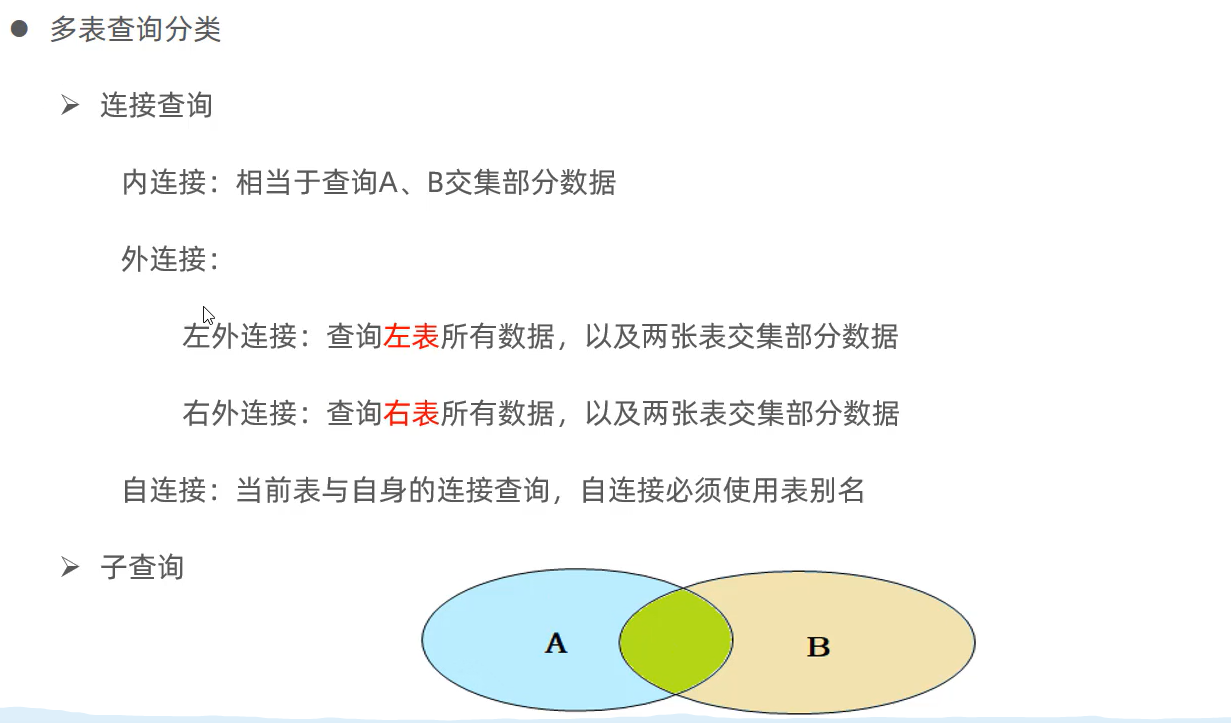 多表查询分类
连接查询
内连接：相当于查询A、B交集部分数据
外连接：
左外连接：查询左表所有数据，以及两张表交集部分数据
右外连接：查询右表所有数据，以及两张表交集部分数据
自连接：当前表与自身的连接查询，自连接必须使用表别名
子查询
A
B